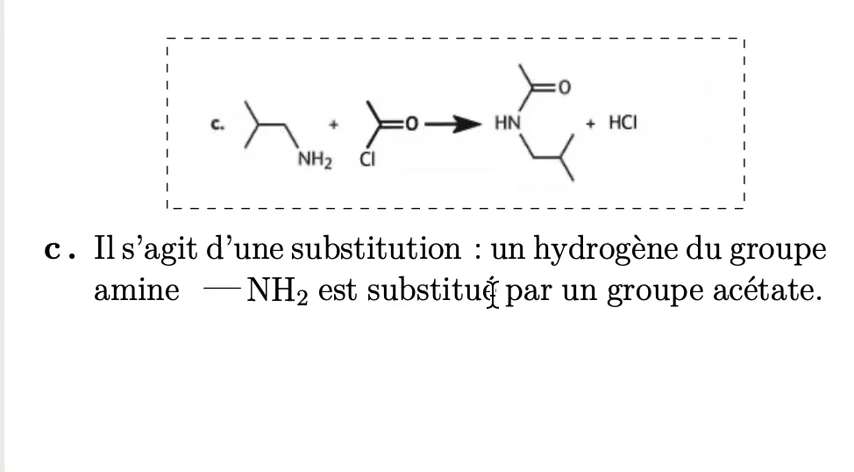 c. + NH₂ Cl O HN O + HCl
c. Il s'agit d'une substitution : un hydrogène du groupe
amine — NH₂ est substitué par un groupe acétate.